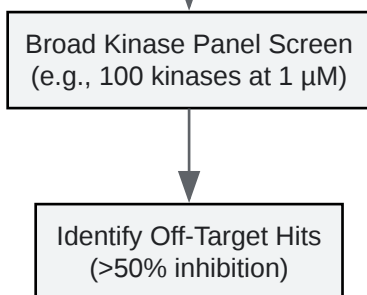 Broad Kinase Panel Screen
(e.g., 100 kinases at 1 µM)
Identify Off-Target Hits
(>50% inhibition)